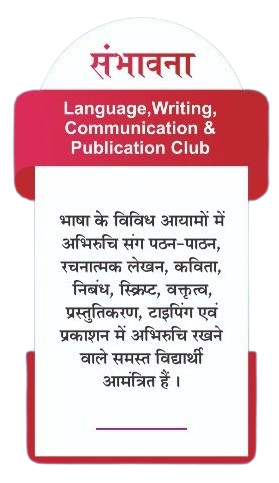 संभावना
Language,Writing,
Communication &
Publication Club
भाषा के विविध आयामों में
अभिरुचि संग पठन-पाठन,
रचनात्मक लेखन, कविता,
निबंध, स्क्रिप्ट, वक्तृत्व,
प्रस्तुतिकरण, टाइपिंग एवं
प्रकाशन में अभिरुचि रखने
वाले समस्त विद्यार्थी
आमंत्रित हैं ।